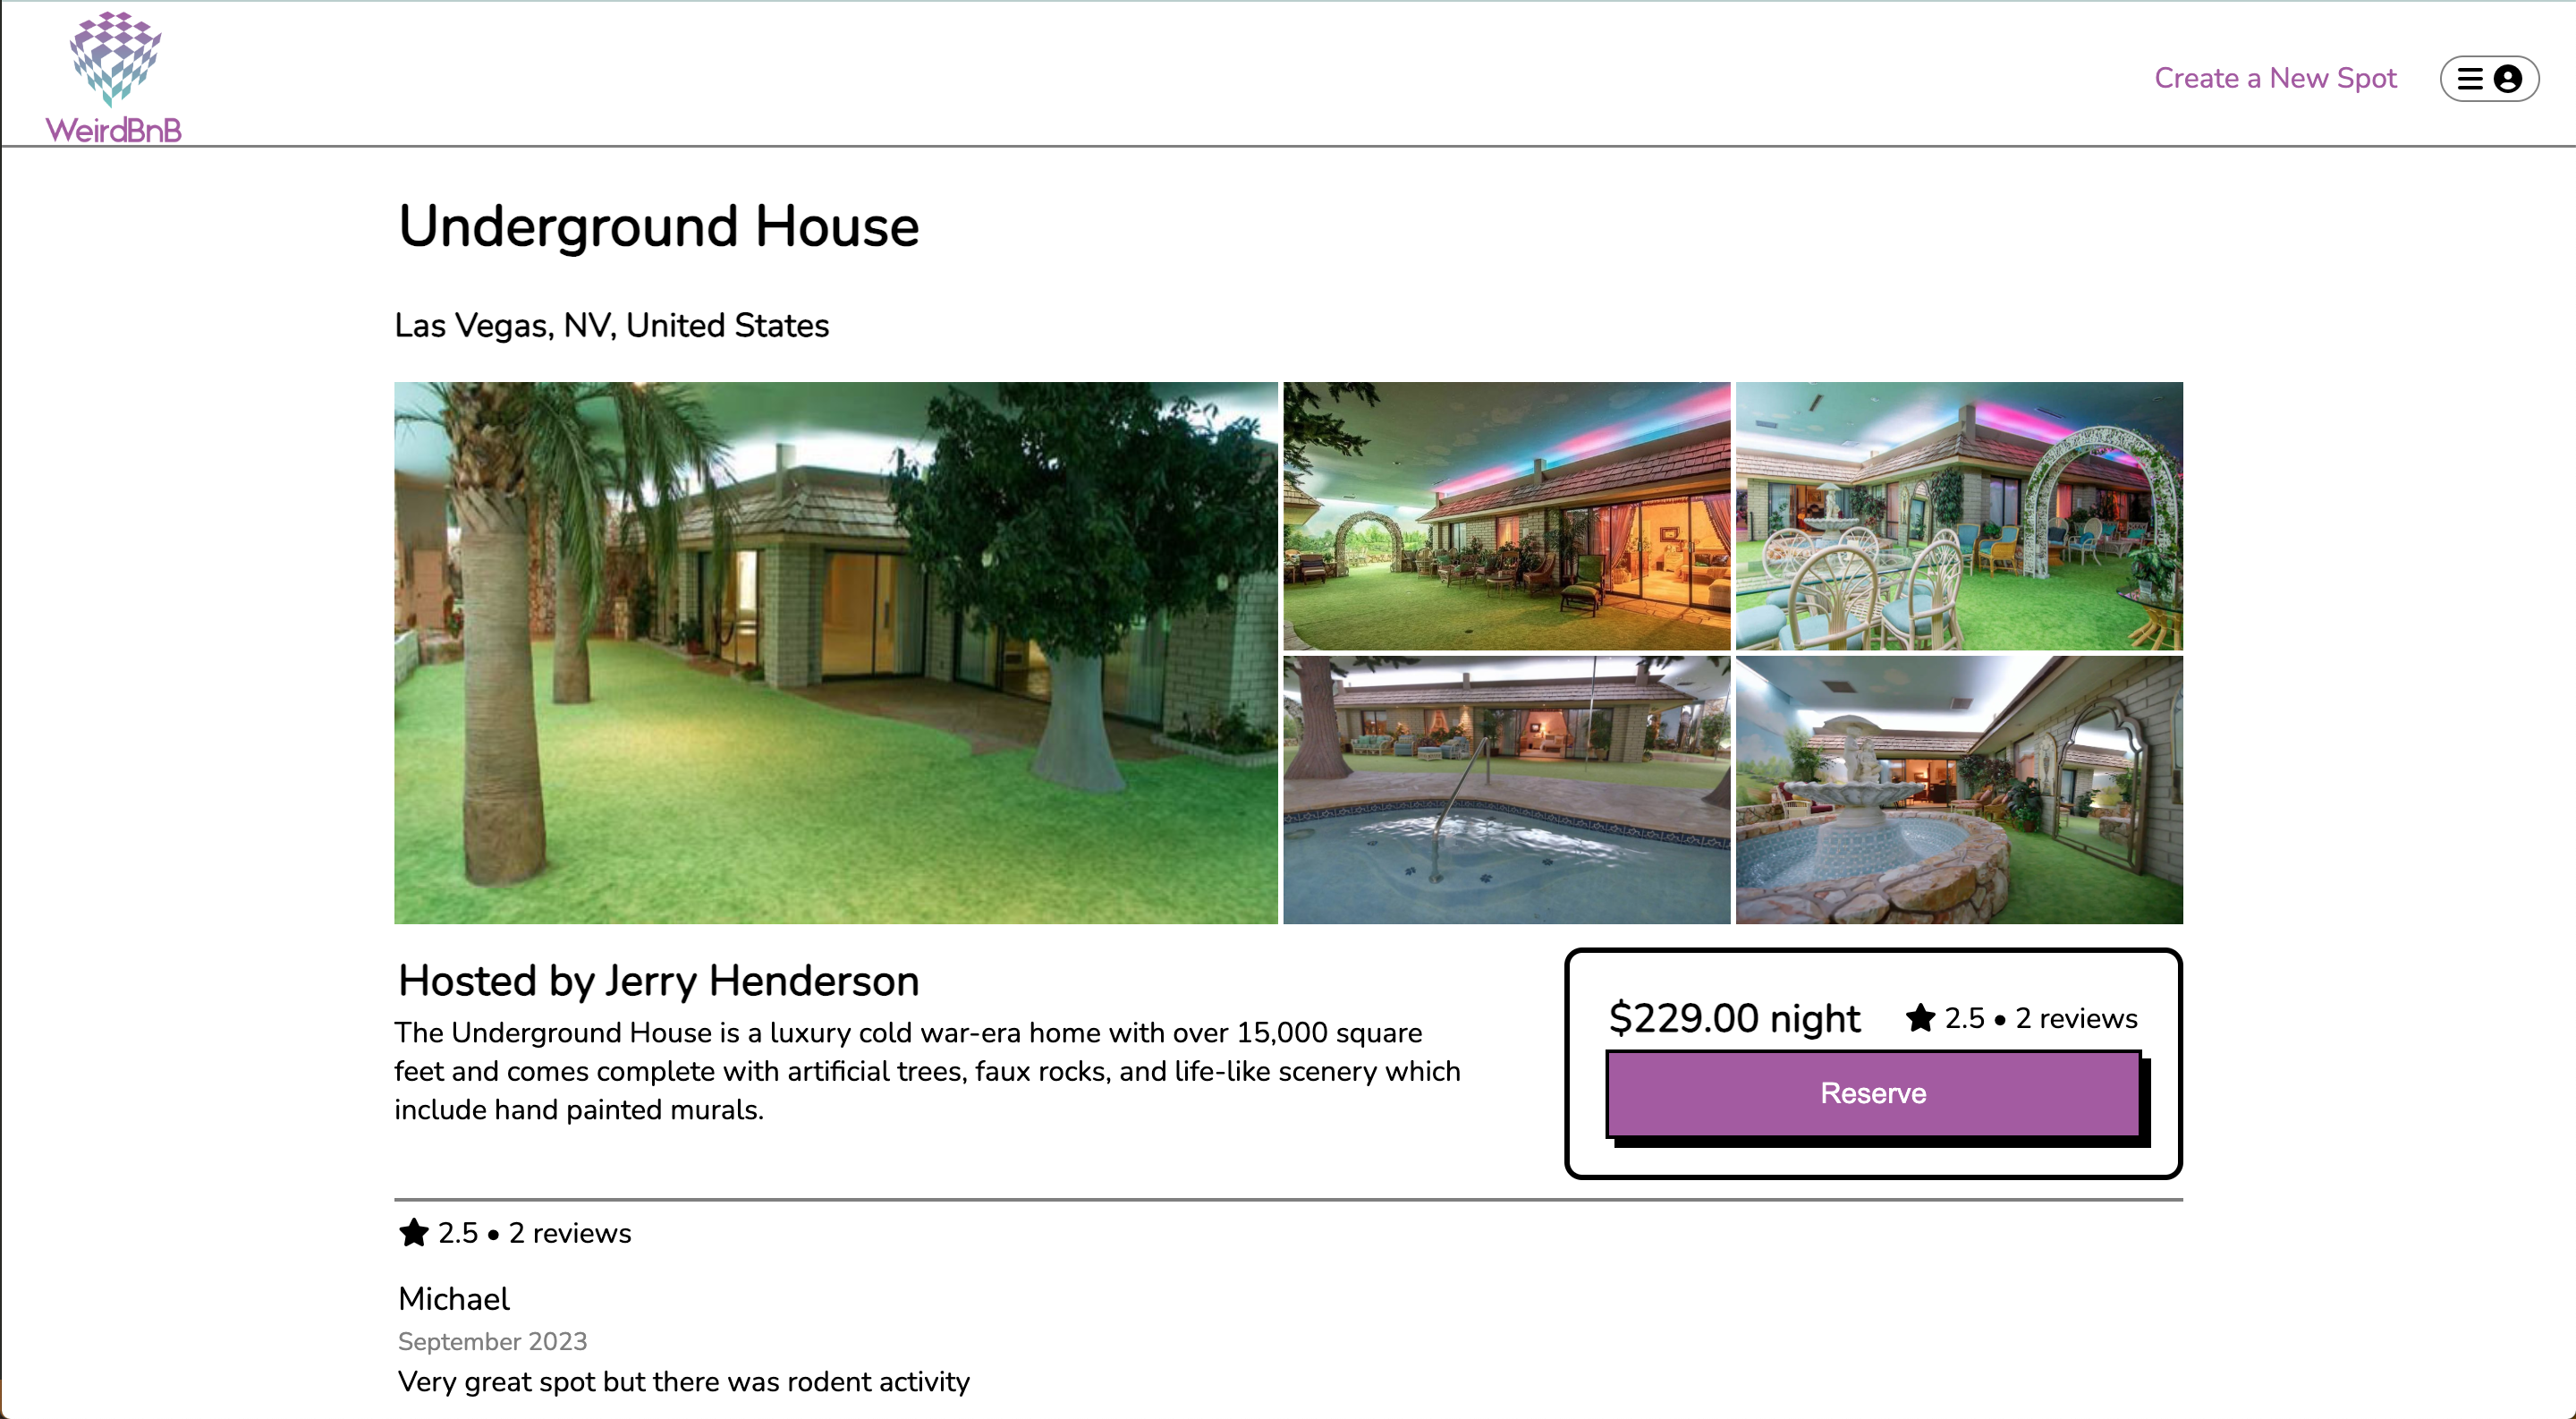 WeirdBnB
Create a New Spot
Underground House
Las Vegas, NV, United States
Hosted by Jerry Henderson
The Underground House is a luxury cold war-era home with over 15,000 square
feet and comes complete with artificial trees, faux rocks, and life-like scenery which
include hand painted murals.
$229.00 night
2.5 • 2 reviews
Reserve
2.5 • 2 reviews
Michael
September 2023
Very great spot but there was rodent activity